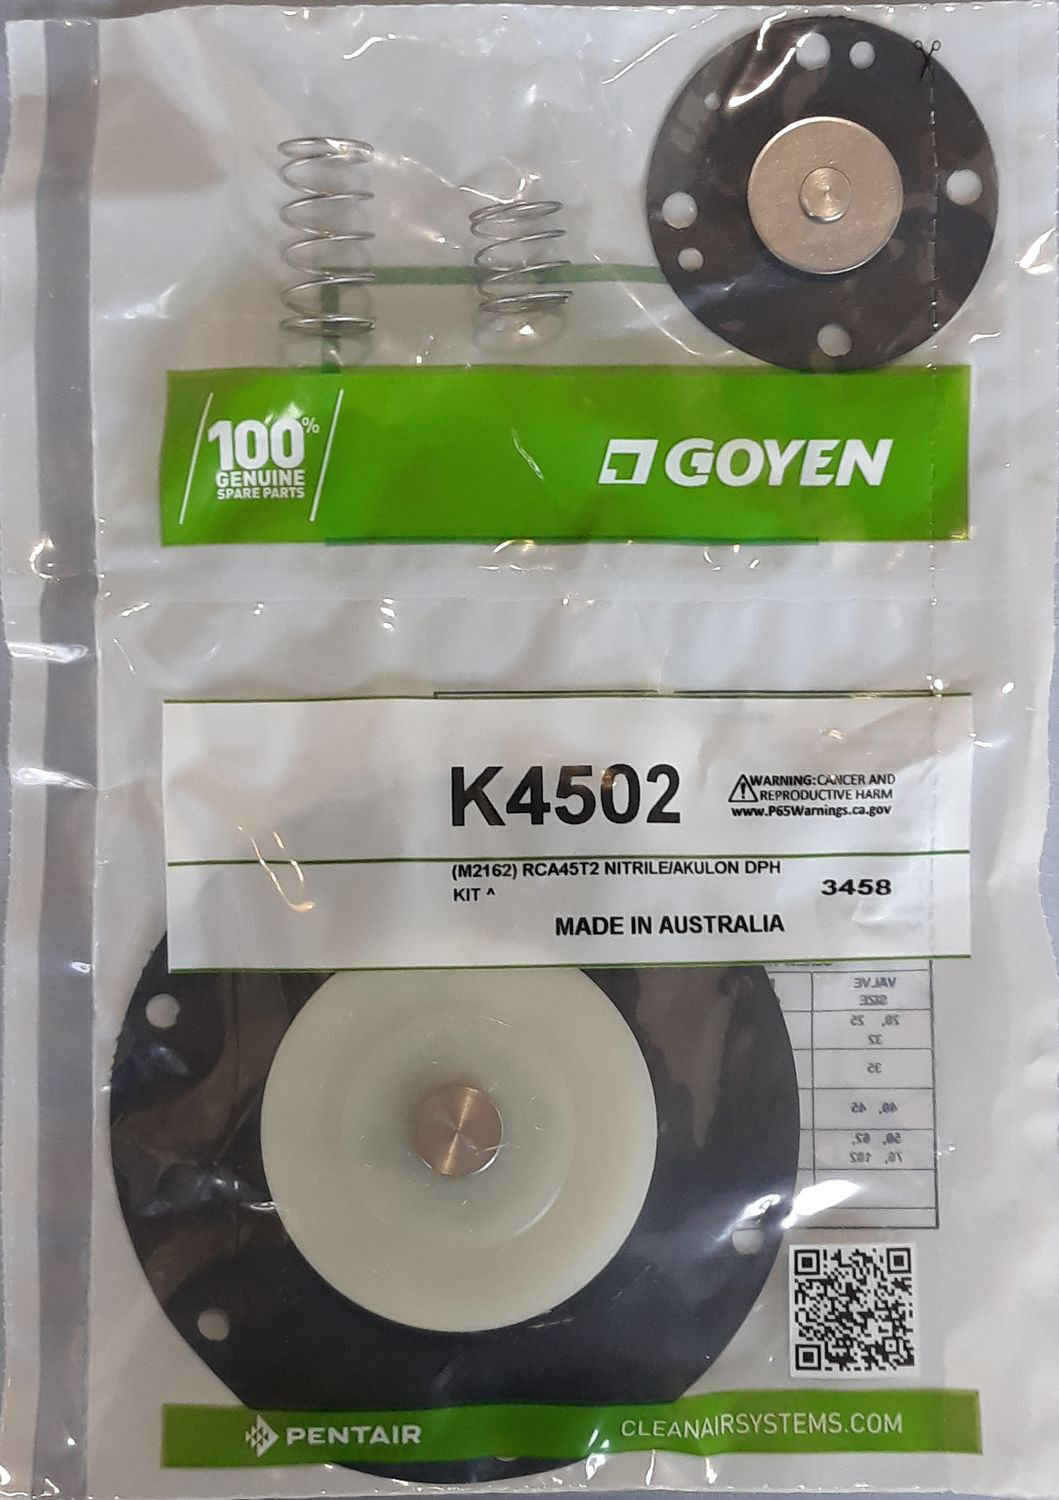 100%
GENUINE
SPARE PARTS
GOYEN
K4502
WARNING: CANCER AND
REPRODUCTIVE HARM
www.P65Warnings.ca.gov
(M2162) RCA45T2 NITRILE/AKULON DPH
KIT ^
3458
MADE IN AUSTRALIA
VALVE
SIZE
20, 25
32
35
40, 45
50, 62,
76, 102
PENTAIR
CLEANAIRSYSTEMS.COM